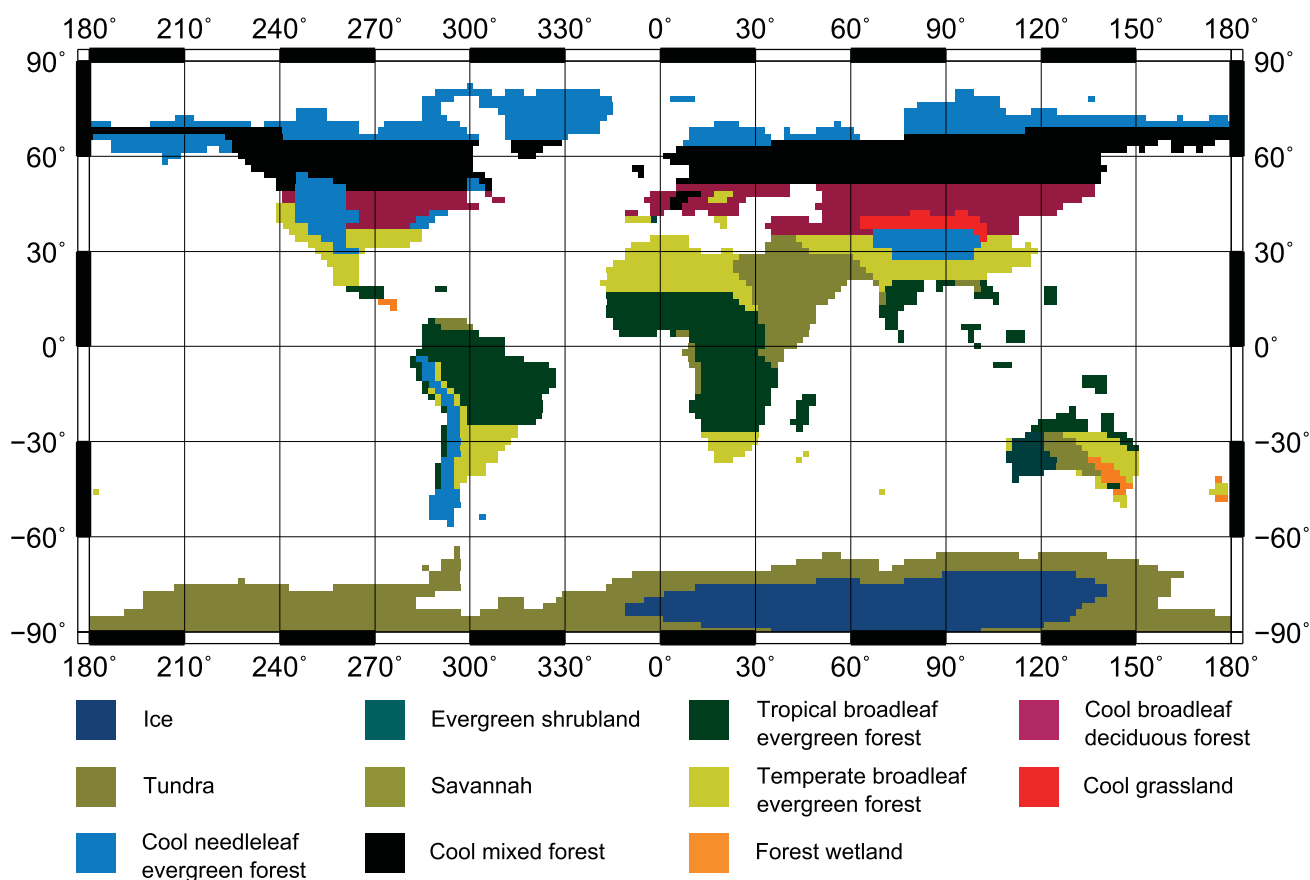 180˚ 210˚ 240˚ 270˚ 300˚ 330˚ 0˚ 30˚ 60˚ 90˚ 120˚ 150˚ 180˚
90˚ 90˚
60˚ 60˚
30˚ 30˚
0˚ 0˚
−30˚ −30˚
−60˚ −60˚
−90˚ −90˚
180˚ 210˚ 240˚ 270˚ 300˚ 330˚ 0˚ 30˚ 60˚ 90˚ 120˚ 150˚ 180˚
Ice
Evergreen shrubland
Tropical broadleaf
evergreen forest
Cool broadleaf
deciduous forest
Tundra
Savannah
Temperate broadleaf
evergreen forest
Cool grassland
Cool needleleaf
evergreen forest
Cool mixed forest
Forest wetland